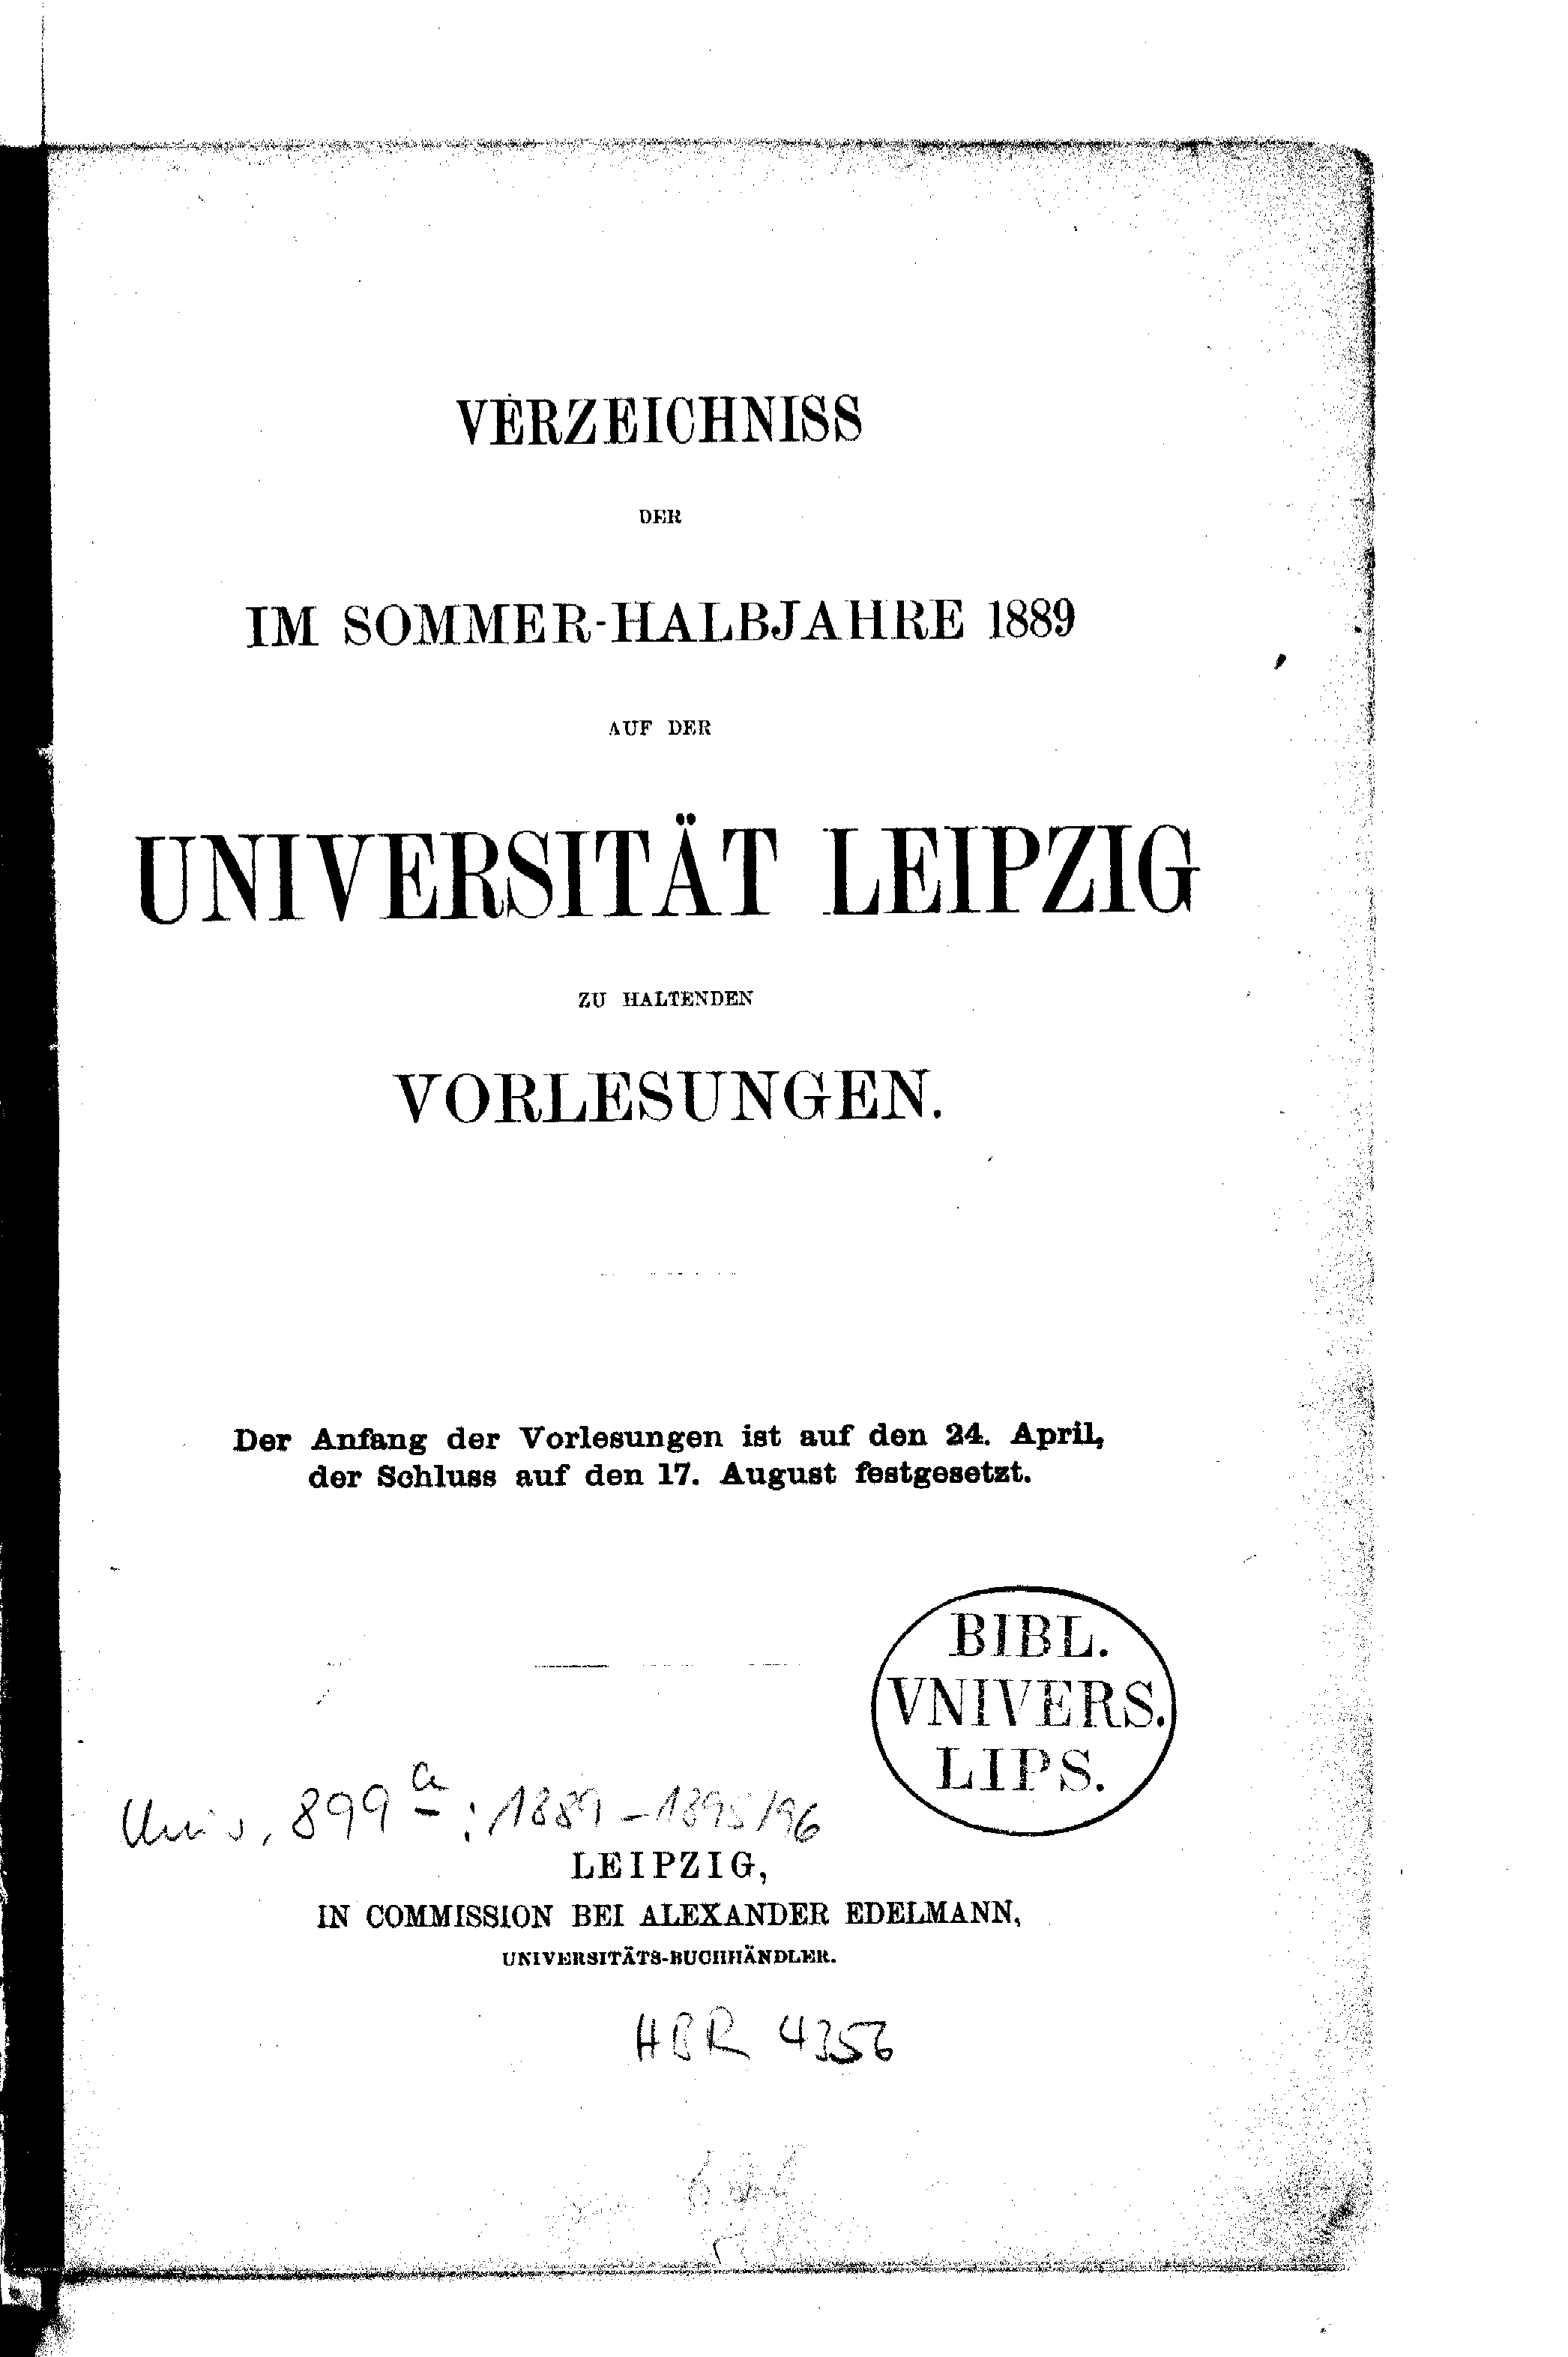 VERZEICHNISS
DER
IM SOMMER-HALBJAHRE 1889
AUF DER
UNIVERSITÄT LEIPZIG
ZU HALTENDEN
VORLESUNGEN.
Der Anfang der Vorlesungen ist auf den 24. April,
der Schluss auf den 17. August festgesetzt.
BIBL.
VNIVERS.
LIPS.
Univ. 899 a : 1889-1895/96
LEIPZIG,
IN COMMISSION BEI ALEXANDER EDELMANN,
UNIVERSITÄTS-BUCHHÄNDLER.
HBR 4356